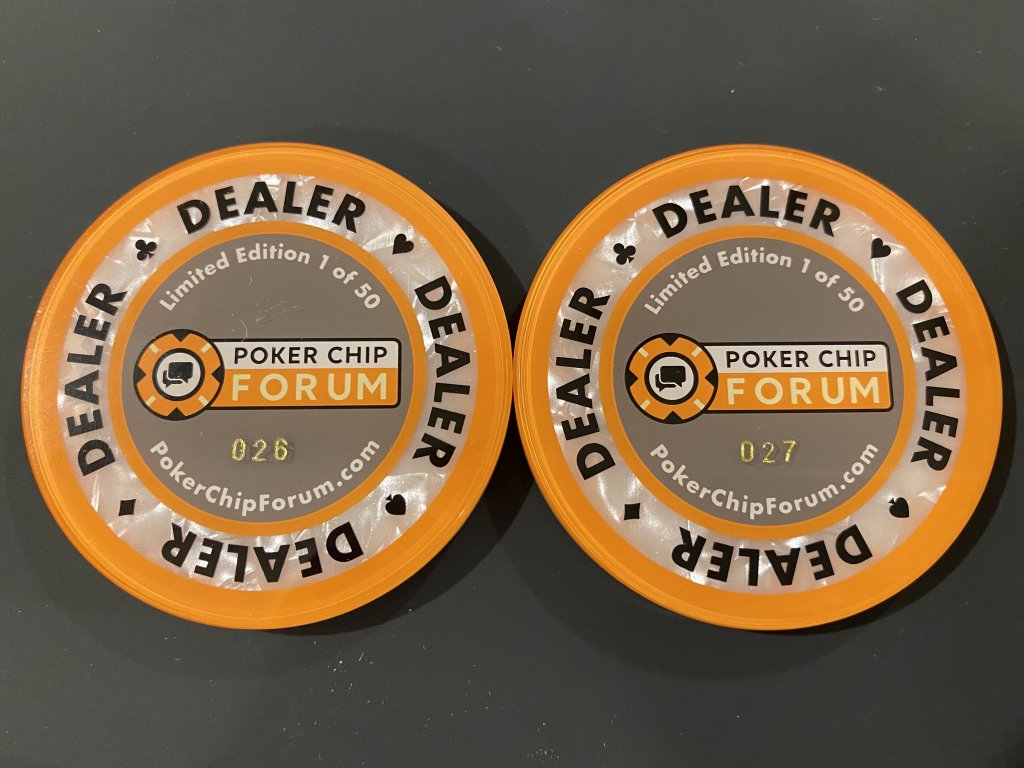 DEALER
DEALER
DEALER
DEALER
Limited Edition 1 of 50
POKER CHIP
FORUM
026
PokerChipForum.com
DEALER
DEALER
DEALER
DEALER
Limited Edition 1 of 50
POKER CHIP
FORUM
027
PokerChipForum.com